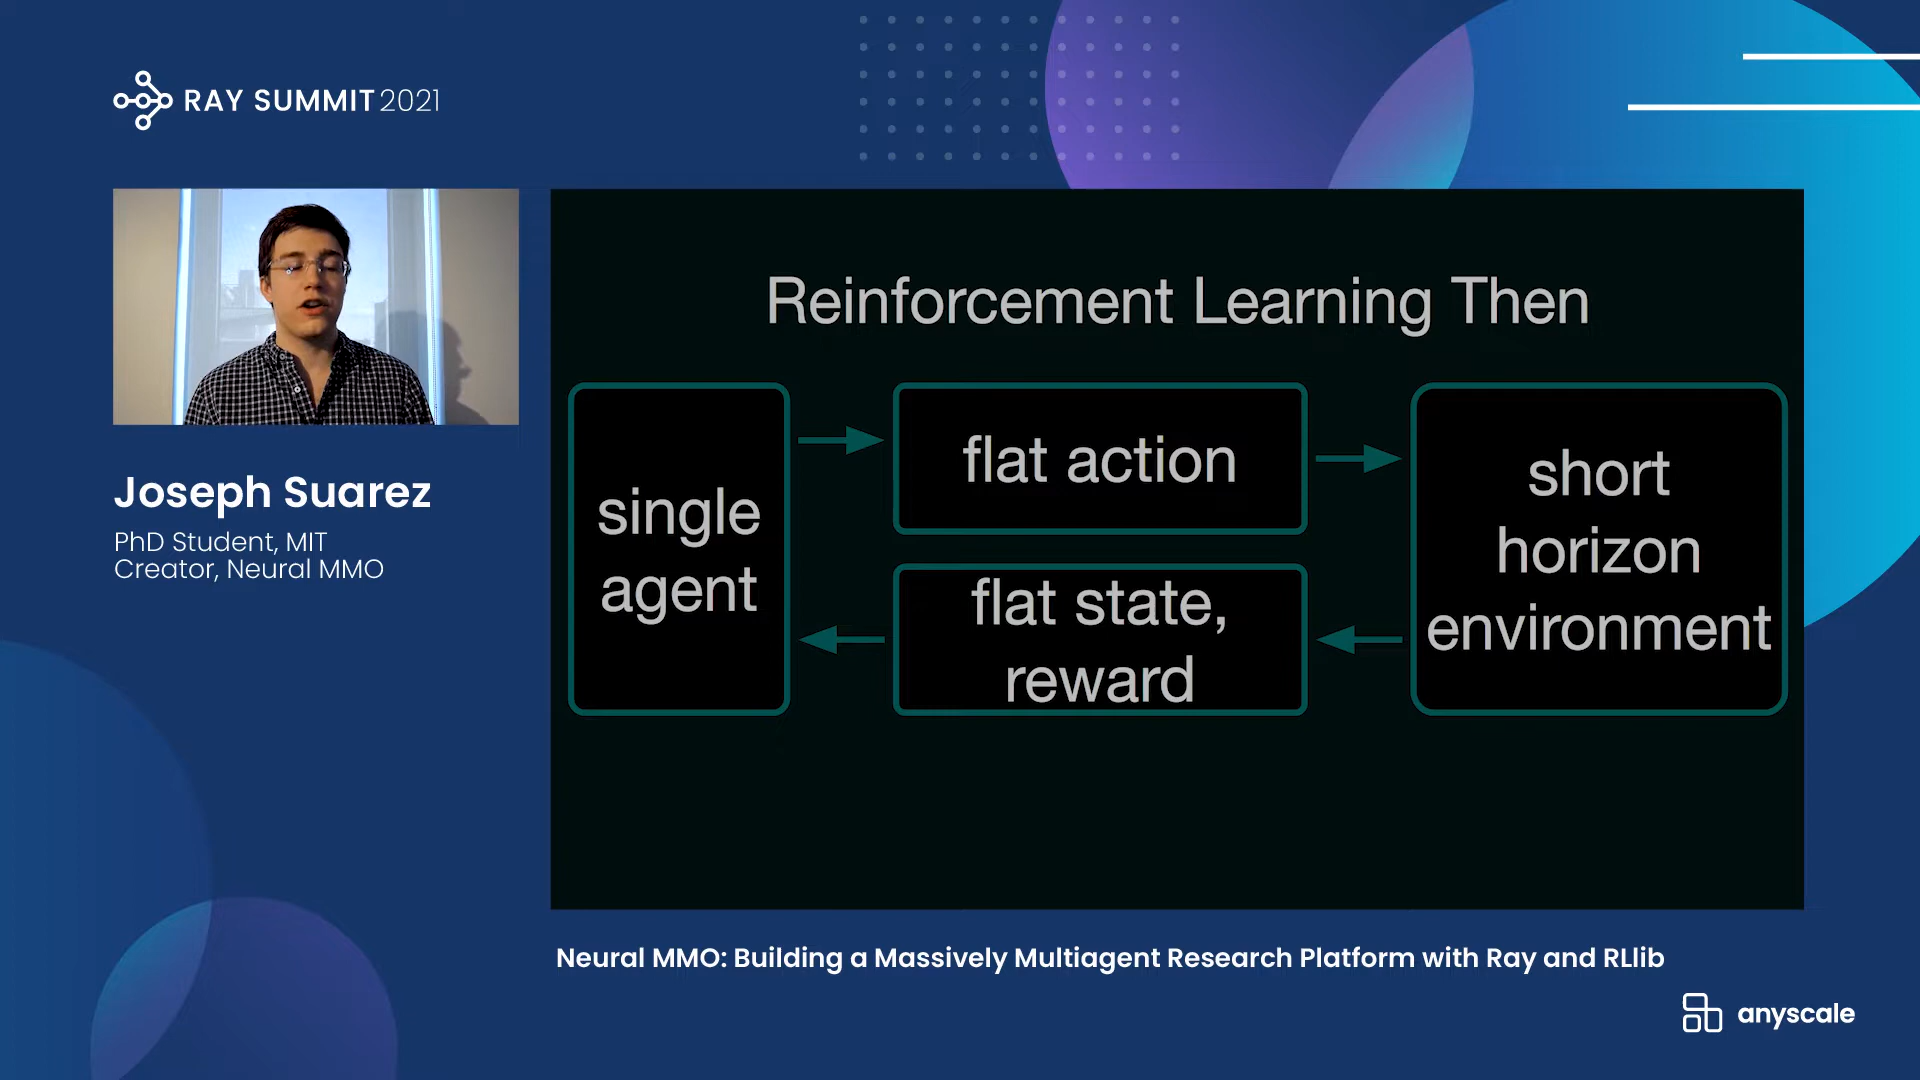 RAY SUMMIT 2021
Joseph Suarez
PhD Student, MIT
Creator, Neural MMO
Reinforcement Learning Then
single
agent
flat action
flat state,
reward
short
horizon
environment
Neural MMO: Building a Massively Multiagent Research Platform with Ray and RLlib
anyscale